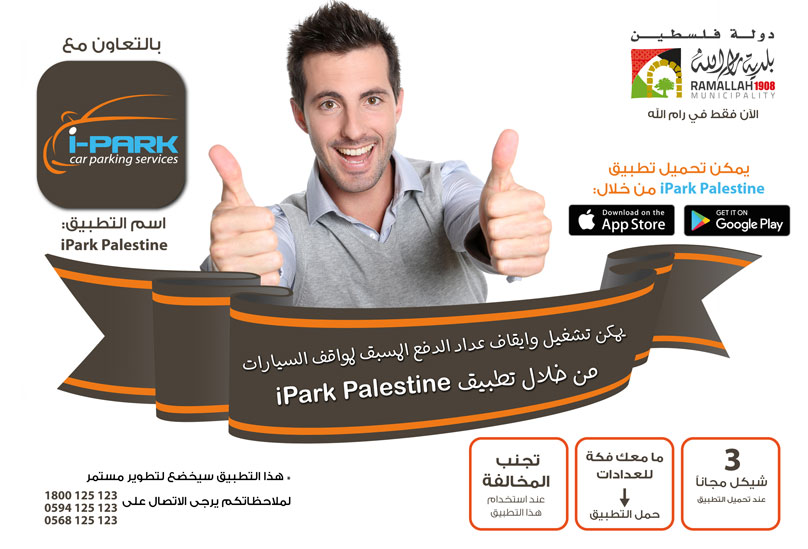 دولة فلسطين
بلدية رام الله
RAMALLAH 1908
MUNICIPALITY
الآن فقط في رام الله
بالتعاون مع
i-PARK
car parking services
اسم التطبيق:
iPark Palestine
يمكن تحميل تطبيق
iPark Palestine من خلال:
Download on the
App Store
GET IT ON
Google Play
يمكن تشغيل وايقاف عداد الدفع المسبق لمواقف السيارات
من خلال تطبيق iPark Palestine
3
شيكل مجاناً
عند تحميل التطبيق
ما معك فكة
للعدادات
حمل التطبيق
تجنب
المخالفة
عند استخدام
هذا التطبيق
• هذا التطبيق سيخضع لتطوير مستمر
لملاحظاتكم يرجى الاتصال على
1800 125 123
0594 125 123
0568 125 123